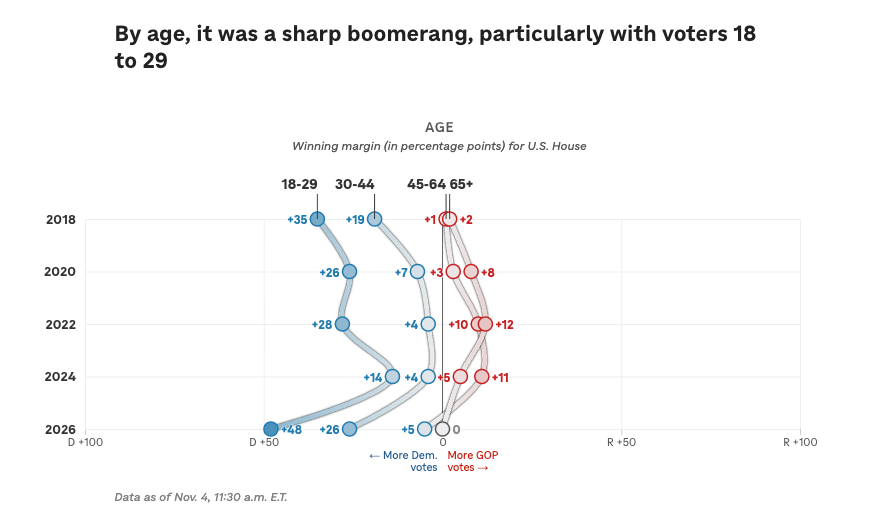 By age, it was a sharp boomerang, particularly with voters 18
to 29
AGE
Winning margin (in percentage points) for U.S. House
18-29 30-44 45-64 65+
2018 +35 +19 +1 +2
2020 +26 +7 +3 +8
2022 +28 +4 +10 +12
2024 +14 +4 +5 +11
2026 +48 +26 +5 0
D +100 D +50 0 R +50 R +100
← More Dem. More GOP
votes votes →
Data as of Nov. 4, 11:30 a.m. E.T.